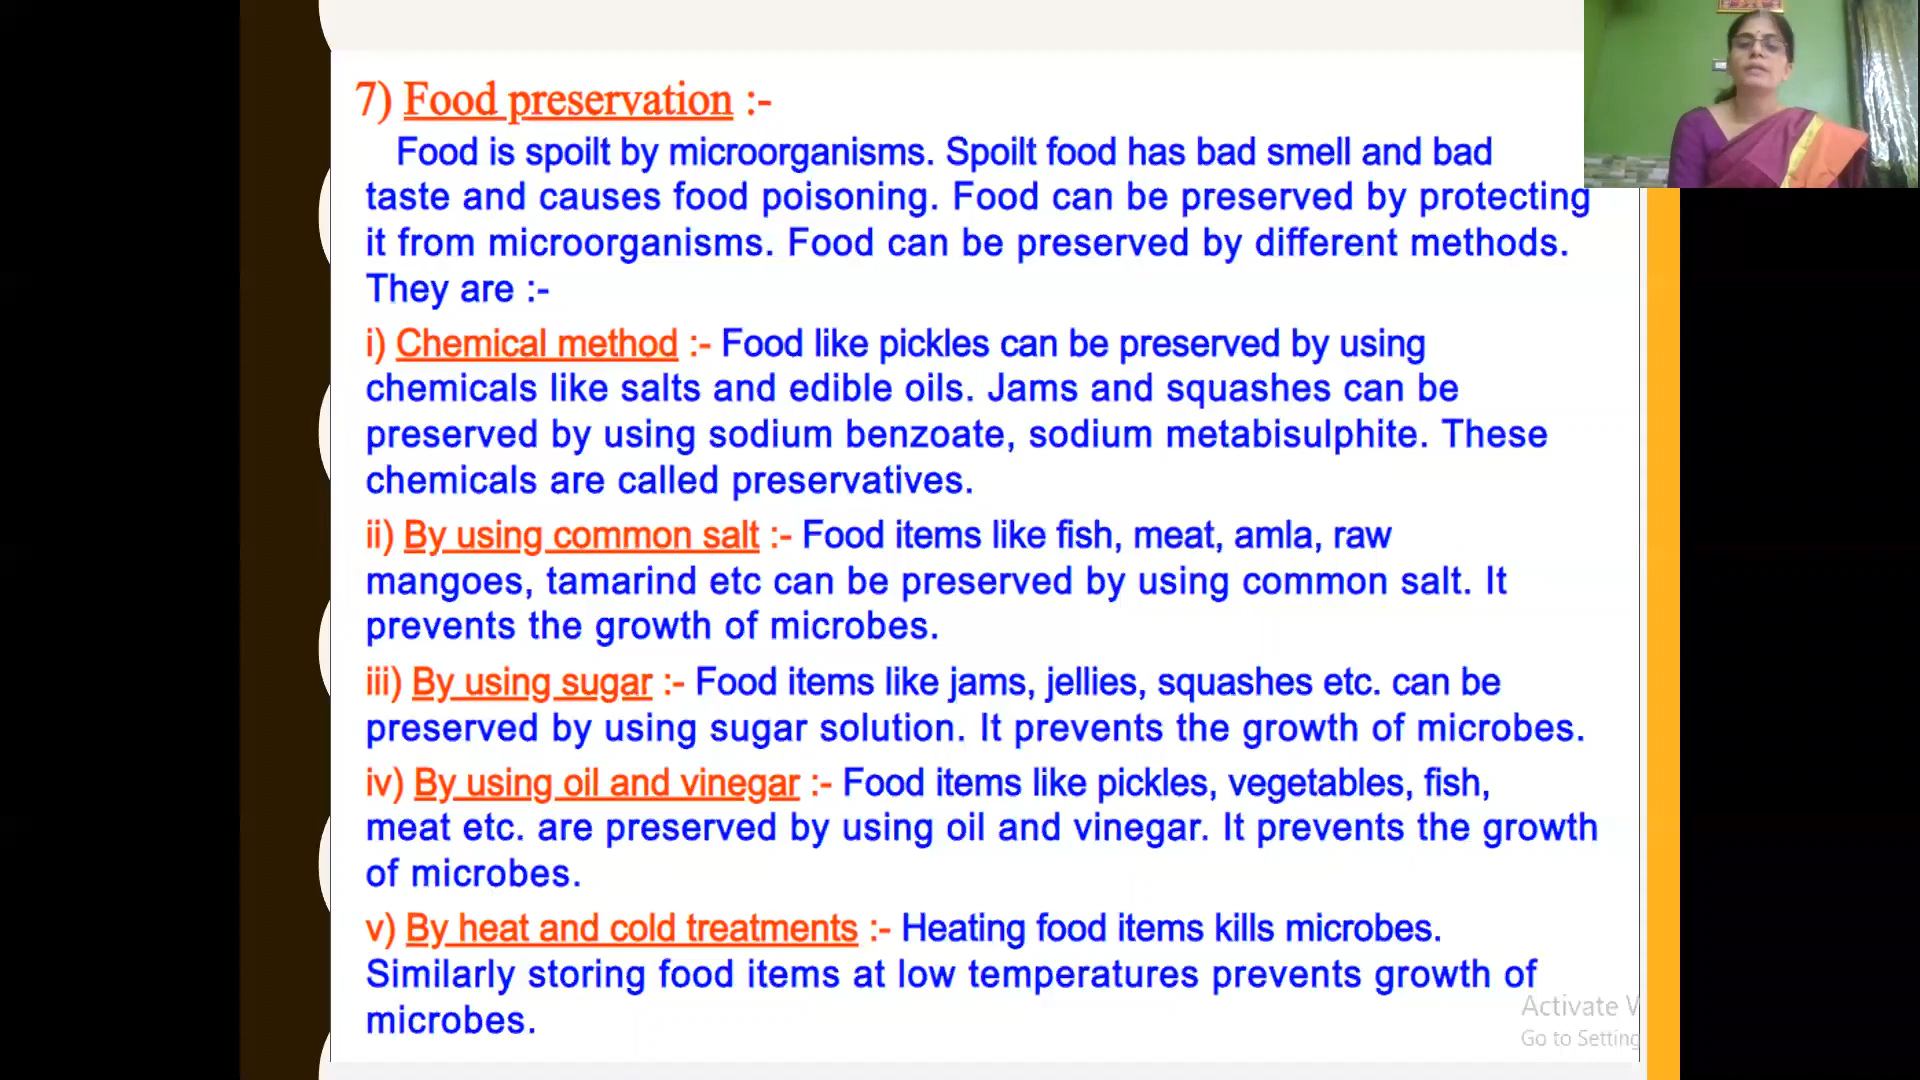 7) Food preservation :-
Food is spoilt by microorganisms. Spoilt food has bad smell and bad
taste and causes food poisoning. Food can be preserved by protecting
it from microorganisms. Food can be preserved by different methods.
They are :-
i) Chemical method :- Food like pickles can be preserved by using
chemicals like salts and edible oils. Jams and squashes can be
preserved by using sodium benzoate, sodium metabisulphite. These
chemicals are called preservatives.
ii) By using common salt :- Food items like fish, meat, amla, raw
mangoes, tamarind etc can be preserved by using common salt. It
prevents the growth of microbes.
iii) By using sugar :- Food items like jams, jellies, squashes etc. can be
preserved by using sugar solution. It prevents the growth of microbes.
iv) By using oil and vinegar :- Food items like pickles, vegetables, fish,
meat etc. are preserved by using oil and vinegar. It prevents the growth
of microbes.
v) By heat and cold treatments :- Heating food items kills microbes.
Similarly storing food items at low temperatures prevents growth of
microbes.
Activate
Go to Setting